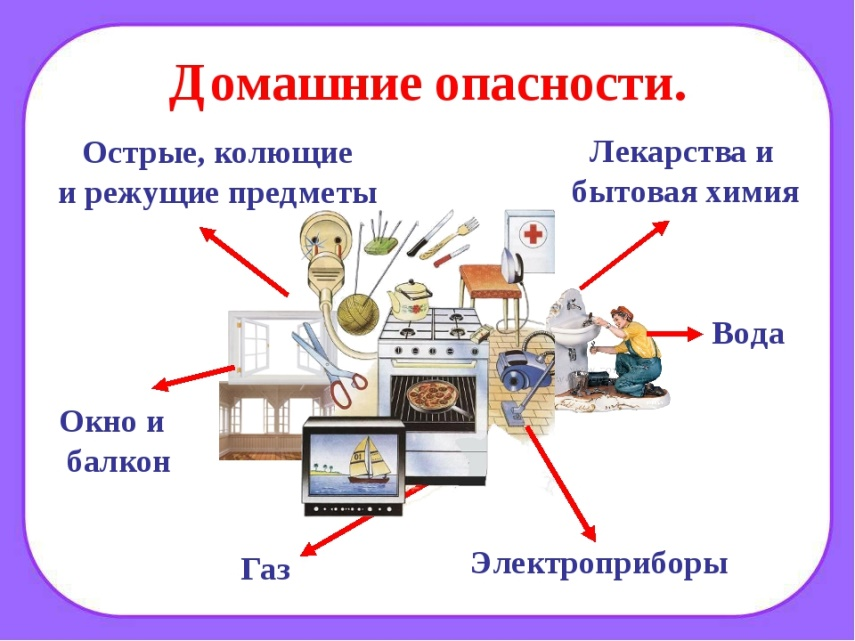 Домашние опасности.
Острые, колющие
и режущие предметы
Лекарства и
бытовая химия
Вода
Окно и
балкон
Газ
Электроприборы